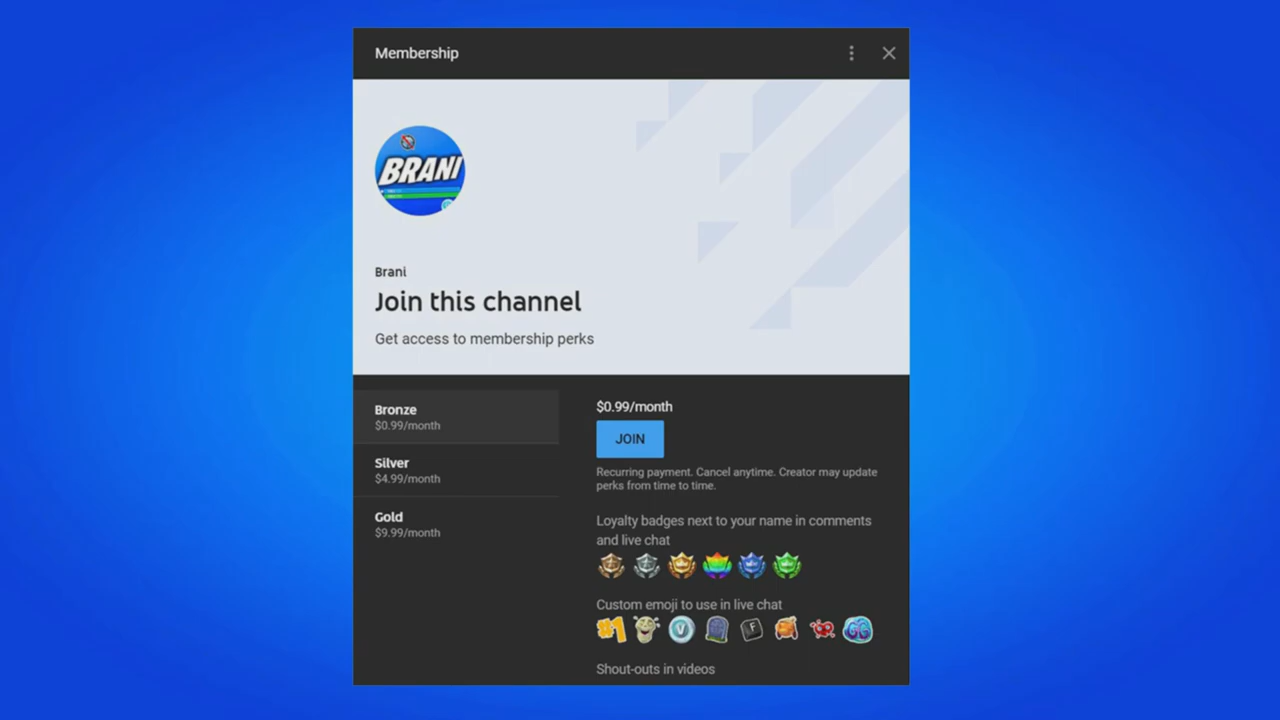 Membership
BRANI
Brani
Join this channel
Get access to membership perks
Bronze
$0.99/month
Silver
$4.99/month
Gold
$9.99/month
$0.99/month
JOIN
Recurring payment. Cancel anytime. Creator may update
perks from time to time.
Loyalty badges next to your name in comments
and live chat
Custom emoji to use in live chat
#1
V
F
GG
Shout-outs in videos